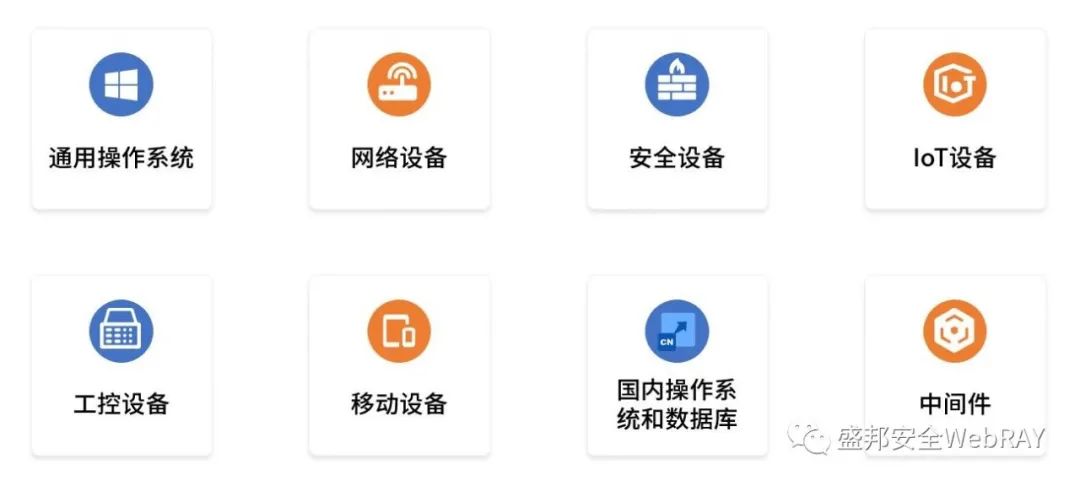 通用操作系统
网络设备
安全设备
IoT
IoT设备
工控设备
移动设备
CN
国内操作系
统和数据库
中间件
盛邦安全WebRAY